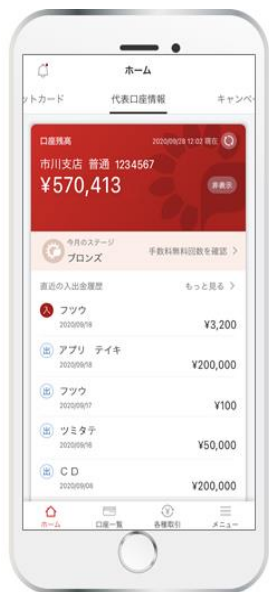 ホーム
ットカード 代表口座情報 キャンペ
口座残高 2020/09/28 12:02 現在
市川支店 普通 1234567
¥570,413 非表示
今月のステージ
ブロンズ 手数料無料回数を確認 >
直近の入出金履歴 もっと見る >
入 フツウ
2020/09/18 ¥3,200
出 アプリ テイキ
2020/09/18 ¥200,000
出 フツウ
2020/09/17 ¥100
出 ツミタテ
2020/09/16 ¥50,000
出 CD
2020/09/06 ¥200,000
ホーム 口座一覧 各種取引 メニュー